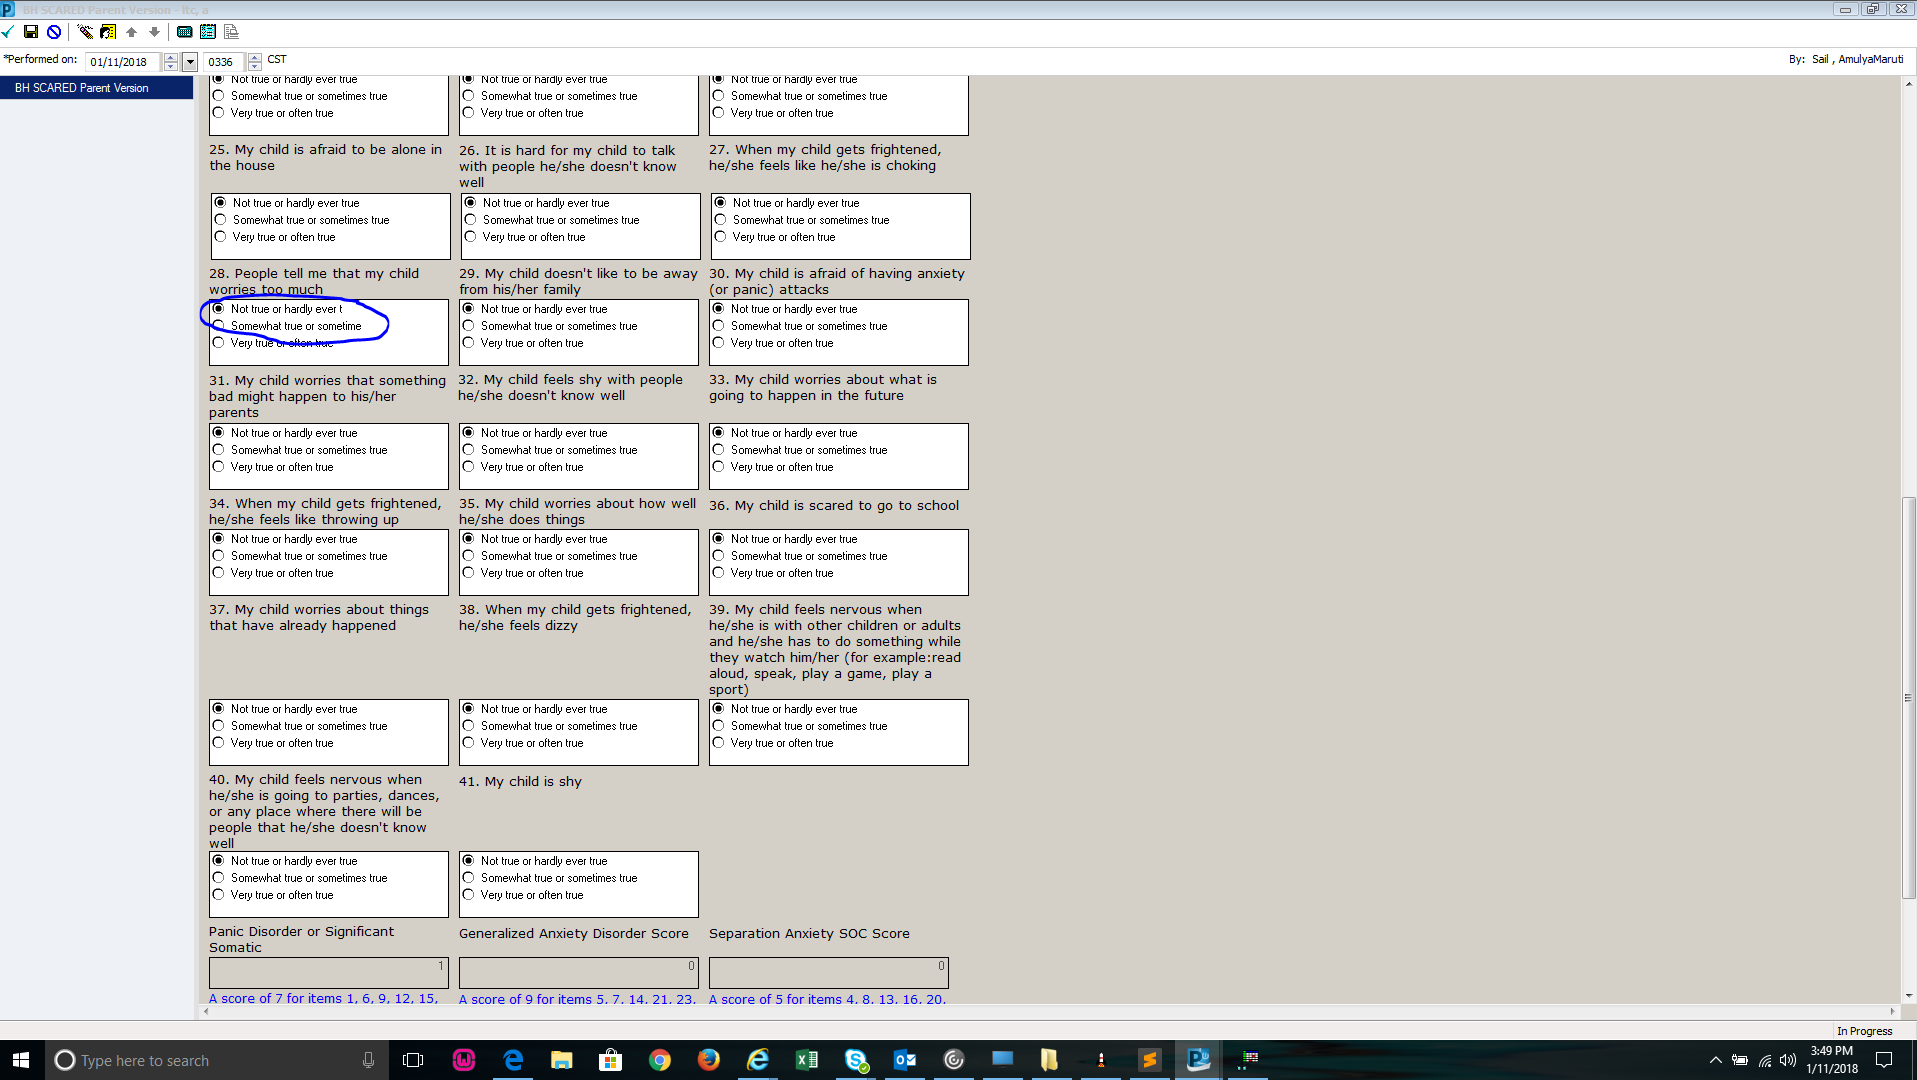 BH SCARED Parent Version - ltc, a
*Performed on: 01/11/2018 0336 CST By: Sail , AmulyaMaruti
BH SCARED Parent Version
Not true or hardly ever true Not true or hardly ever true Not true or hardly ever true
Somewhat true or sometimes true Somewhat true or sometimes true Somewhat true or sometimes true
Very true or often true Very true or often true Very true or often true
25. My child is afraid to be alone in
the house
26. It is hard for my child to talk
with people he/she doesn't know
well
27. When my child gets frightened,
he/she feels like he/she is choking
Not true or hardly ever true Not true or hardly ever true Not true or hardly ever true
Somewhat true or sometimes true Somewhat true or sometimes true Somewhat true or sometimes true
Very true or often true Very true or often true Very true or often true
28. People tell me that my child
worries too much
29. My child doesn't like to be away
from his/her family
30. My child is afraid of having anxiety
(or panic) attacks
Not true or hardly ever t Not true or hardly ever true Not true or hardly ever true
Somewhat true or sometime Somewhat true or sometimes true Somewhat true or sometimes true
Very true or often true Very true or often true Very true or often true
31. My child worries that something
bad might happen to his/her
parents
32. My child feels shy with people
he/she doesn't know well
33. My child worries about what is
going to happen in the future
Not true or hardly ever true Not true or hardly ever true Not true or hardly ever true
Somewhat true or sometimes true Somewhat true or sometimes true Somewhat true or sometimes true
Very true or often true Very true or often true Very true or often true
34. When my child gets frightened,
he/she feels like throwing up
35. My child worries about how well
he/she does things
36. My child is scared to go to school
Not true or hardly ever true Not true or hardly ever true Not true or hardly ever true
Somewhat true or sometimes true Somewhat true or sometimes true Somewhat true or sometimes true
Very true or often true Very true or often true Very true or often true
37. My child worries about things
that have already happened
38. When my child gets frightened,
he/she feels dizzy
39. My child feels nervous when
he/she is with other children or adults
and he/she has to do something while
they watch him/her (for example:read
aloud, speak, play a game, play a
sport)
Not true or hardly ever true Not true or hardly ever true Not true or hardly ever true
Somewhat true or sometimes true Somewhat true or sometimes true Somewhat true or sometimes true
Very true or often true Very true or often true Very true or often true
40. My child feels nervous when
he/she is going to parties, dances,
or any place where there will be
people that he/she doesn't know
well
41. My child is shy
Not true or hardly ever true Not true or hardly ever true
Somewhat true or sometimes true Somewhat true or sometimes true
Very true or often true Very true or often true
Panic Disorder or Significant
Somatic
Generalized Anxiety Disorder Score
Separation Anxiety SOC Score
1 0 0
A score of 7 for items 1, 6, 9, 12, 15, A score of 9 for items 5, 7, 14, 21, 23, A score of 5 for items 4, 8, 13, 16, 20,
In Progress
Type here to search
3:49 PM
1/11/2018